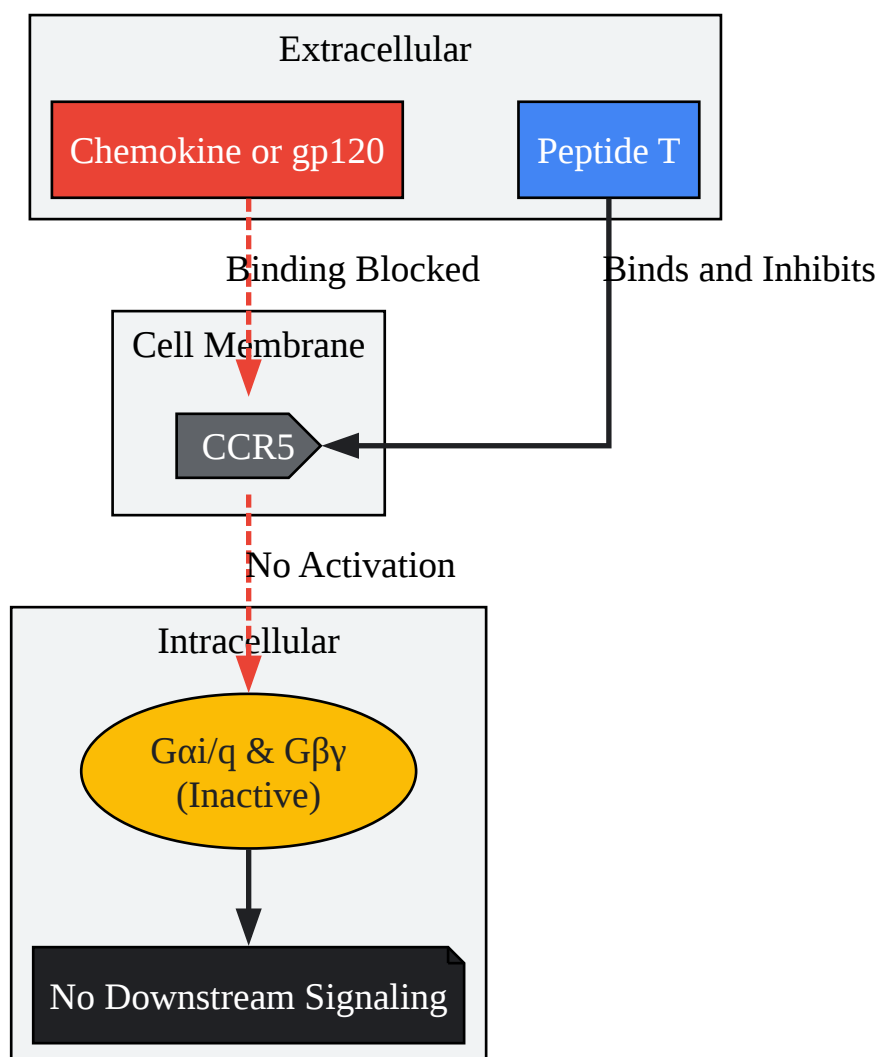 Extracellular
Chemokine or gp120
Peptide T
Binding Blocked
Binds and Inhibits
Cell Membrane
CCR5
No Activation
Intracellular
Gαi/q & Gβγ
(Inactive)
No Downstream Signaling